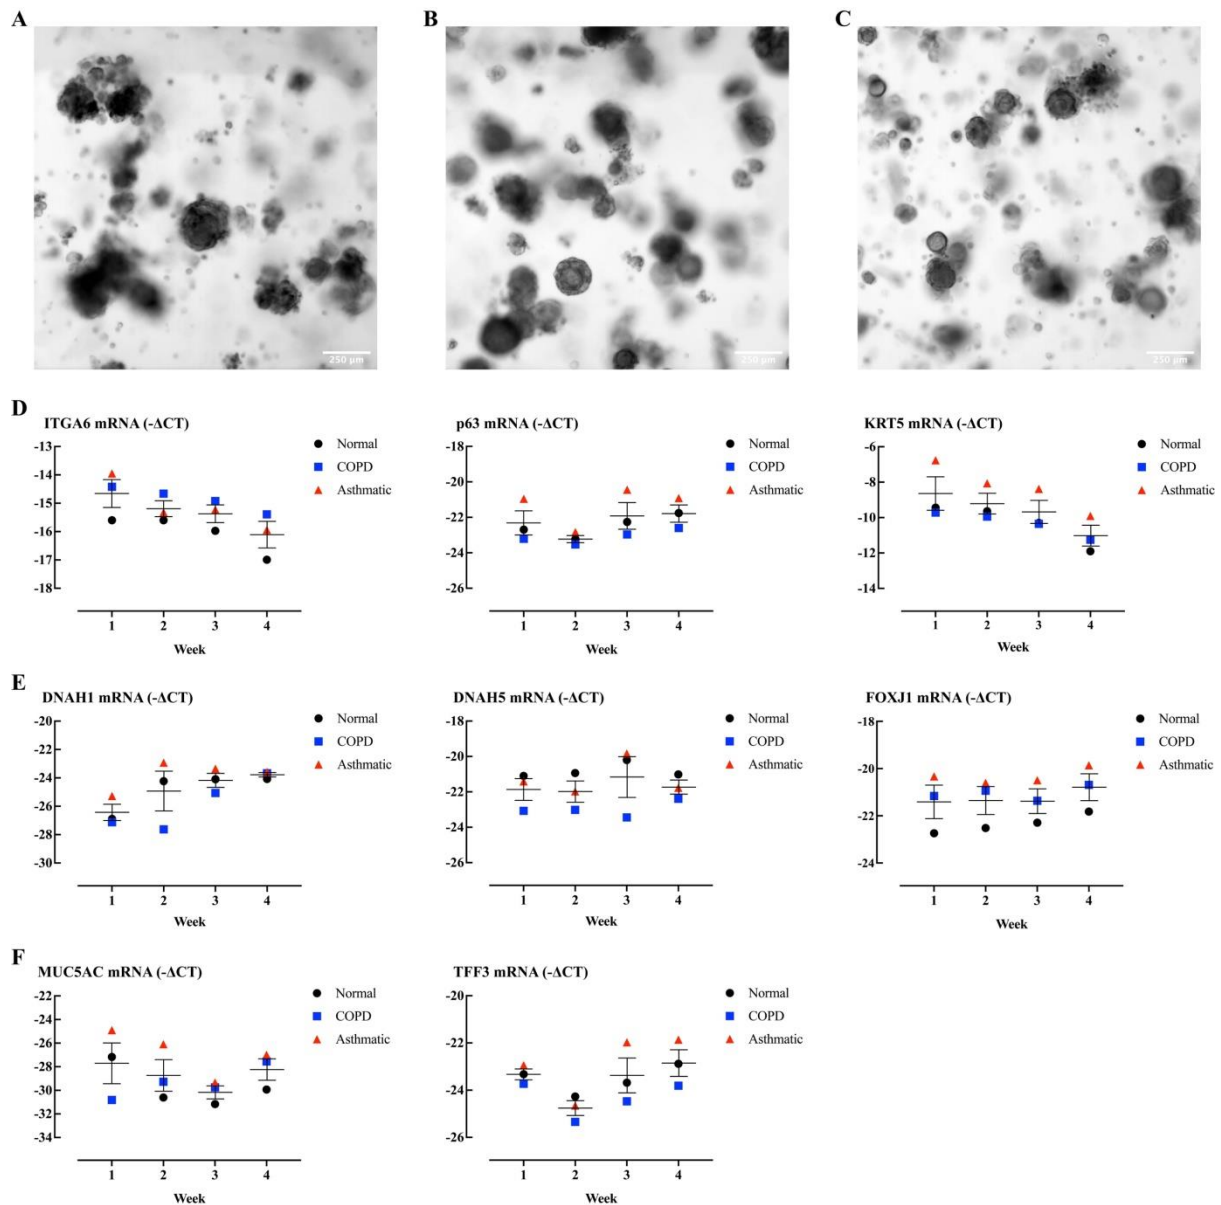 A
B
C
250 µm
250 µm
250 µm
D
ITGA6 mRNA (-ΔCT)
-13
-14
-15
-16
-17
-18
1 2 3 4
Week
Normal
COPD
Asthmatic
p63 mRNA (-ΔCT)
-18
-20
-22
-24
-26
1 2 3 4
Week
Normal
COPD
Asthmatic
KRT5 mRNA (-ΔCT)
-6
-8
-10
-12
-14
1 2 3 4
Week
Normal
COPD
Asthmatic
E
DNAH1 mRNA (-ΔCT)
-20
-22
-24
-26
-28
-30
1 2 3 4
Week
Normal
COPD
Asthmatic
DNAH5 mRNA (-ΔCT)
-18
-20
-22
-24
-26
1 2 3 4
Week
Normal
COPD
Asthmatic
FOXJ1 mRNA (-ΔCT)
-18
-20
-22
-24
1 2 3 4
Week
Normal
COPD
Asthmatic
F
MUC5AC mRNA (-ΔCT)
-22
-24
-26
-28
-30
-32
-34
1 2 3 4
Week
Normal
COPD
Asthmatic
TFF3 mRNA (-ΔCT)
-20
-22
-24
-26
1 2 3 4
Week
Normal
COPD
Asthmatic